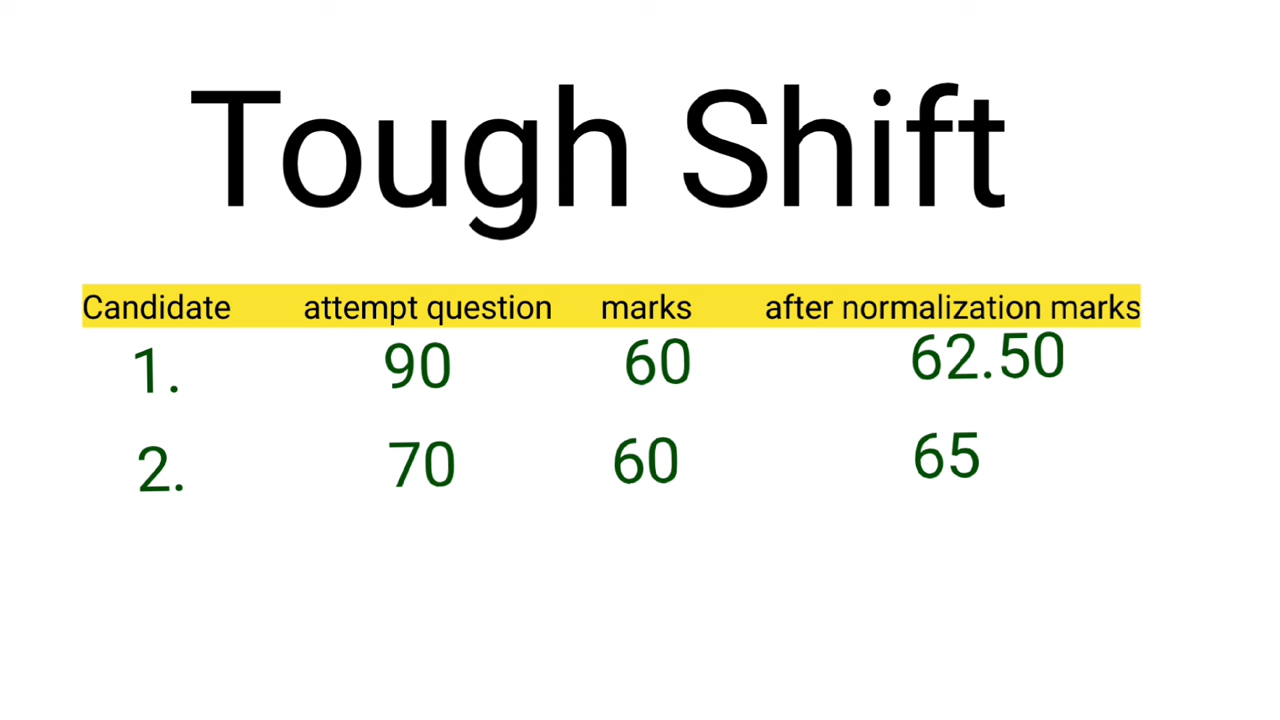 Tough Shift
Candidate attempt question marks after normalization marks
1. 90 60 62.50
2. 70 60 65